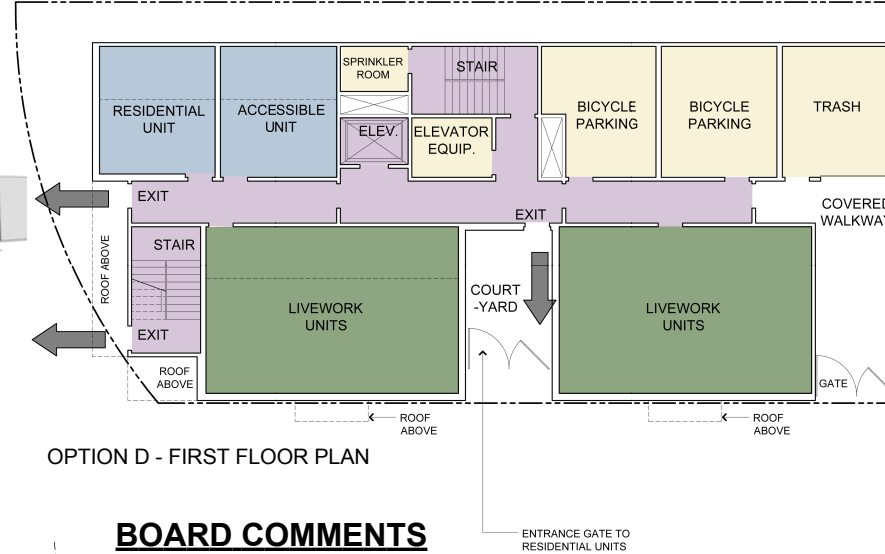 SPRINKLER
ROOM
STAIR
RESIDENTIAL
UNIT
ACCESSIBLE
UNIT
ELEV.
ELEVATOR
EQUIP.
BICYCLE
PARKING
BICYCLE
PARKING
TRASH
EXIT
EXIT
COVERED
WALKWAY
ROOF ABOVE
STAIR
EXIT
LIVEWORK
UNITS
COURT
-YARD
LIVEWORK
UNITS
ROOF
ABOVE
GATE
ROOF
ABOVE
ROOF
ABOVE
OPTION D - FIRST FLOOR PLAN
BOARD COMMENTS
ENTRANCE GATE TO
RESIDENTIAL UNITS